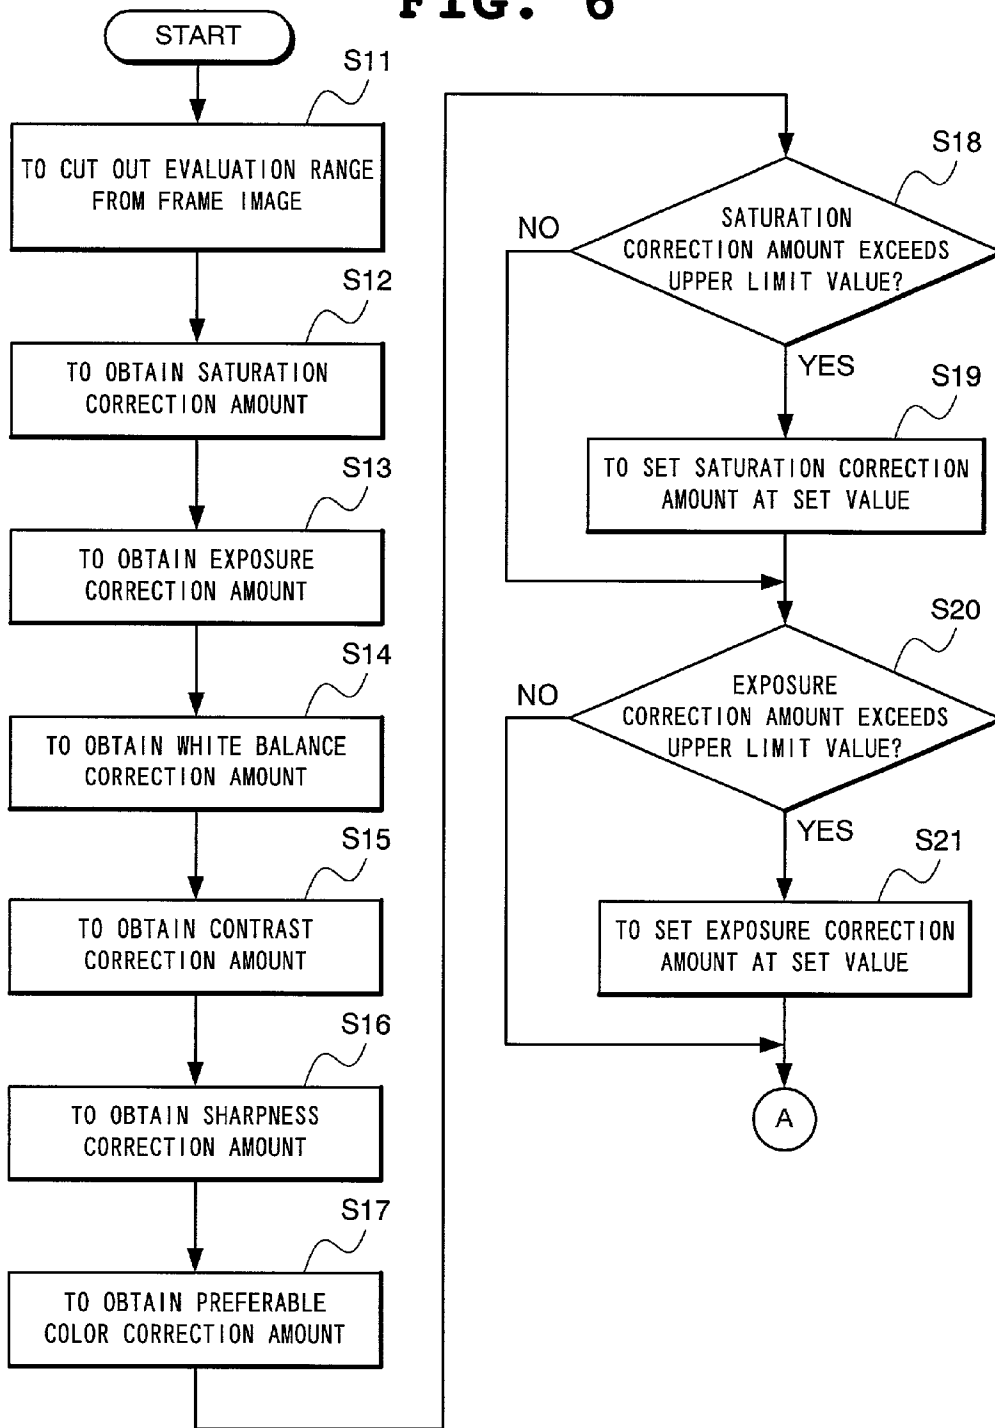 FIG. 6
START
S11
TO CUT OUT EVALUATION RANGE
FROM FRAME IMAGE
S12
TO OBTAIN SATURATION
CORRECTION AMOUNT
S13
TO OBTAIN EXPOSURE
CORRECTION AMOUNT
S14
TO OBTAIN WHITE BALANCE
CORRECTION AMOUNT
S15
TO OBTAIN CONTRAST
CORRECTION AMOUNT
S16
TO OBTAIN SHARPNESS
CORRECTION AMOUNT
S17
TO OBTAIN PREFERABLE
COLOR CORRECTION AMOUNT
S18
SATURATION
CORRECTION AMOUNT EXCEEDS
UPPER LIMIT VALUE?
NO
YES
S19
TO SET SATURATION CORRECTION
AMOUNT AT SET VALUE
S20
EXPOSURE
CORRECTION AMOUNT EXCEEDS
UPPER LIMIT VALUE?
NO
YES
S21
TO SET EXPOSURE CORRECTION
AMOUNT AT SET VALUE
A